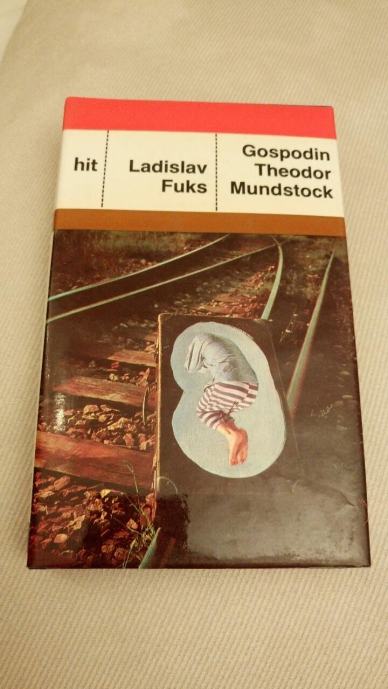 hit
Ladislav
Fuks
Gospodin
Theodor
Mundstock